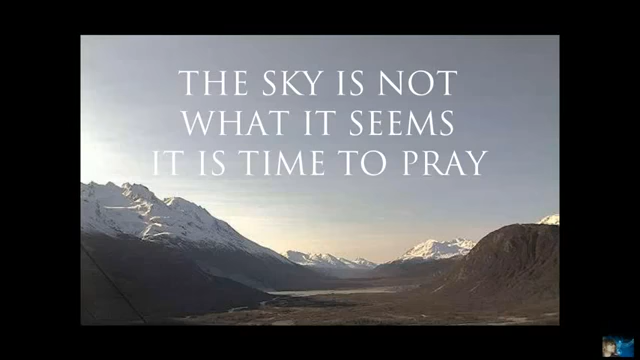 THE SKY IS NOT
WHAT IT SEEMS
IT IS TIME TO PRAY